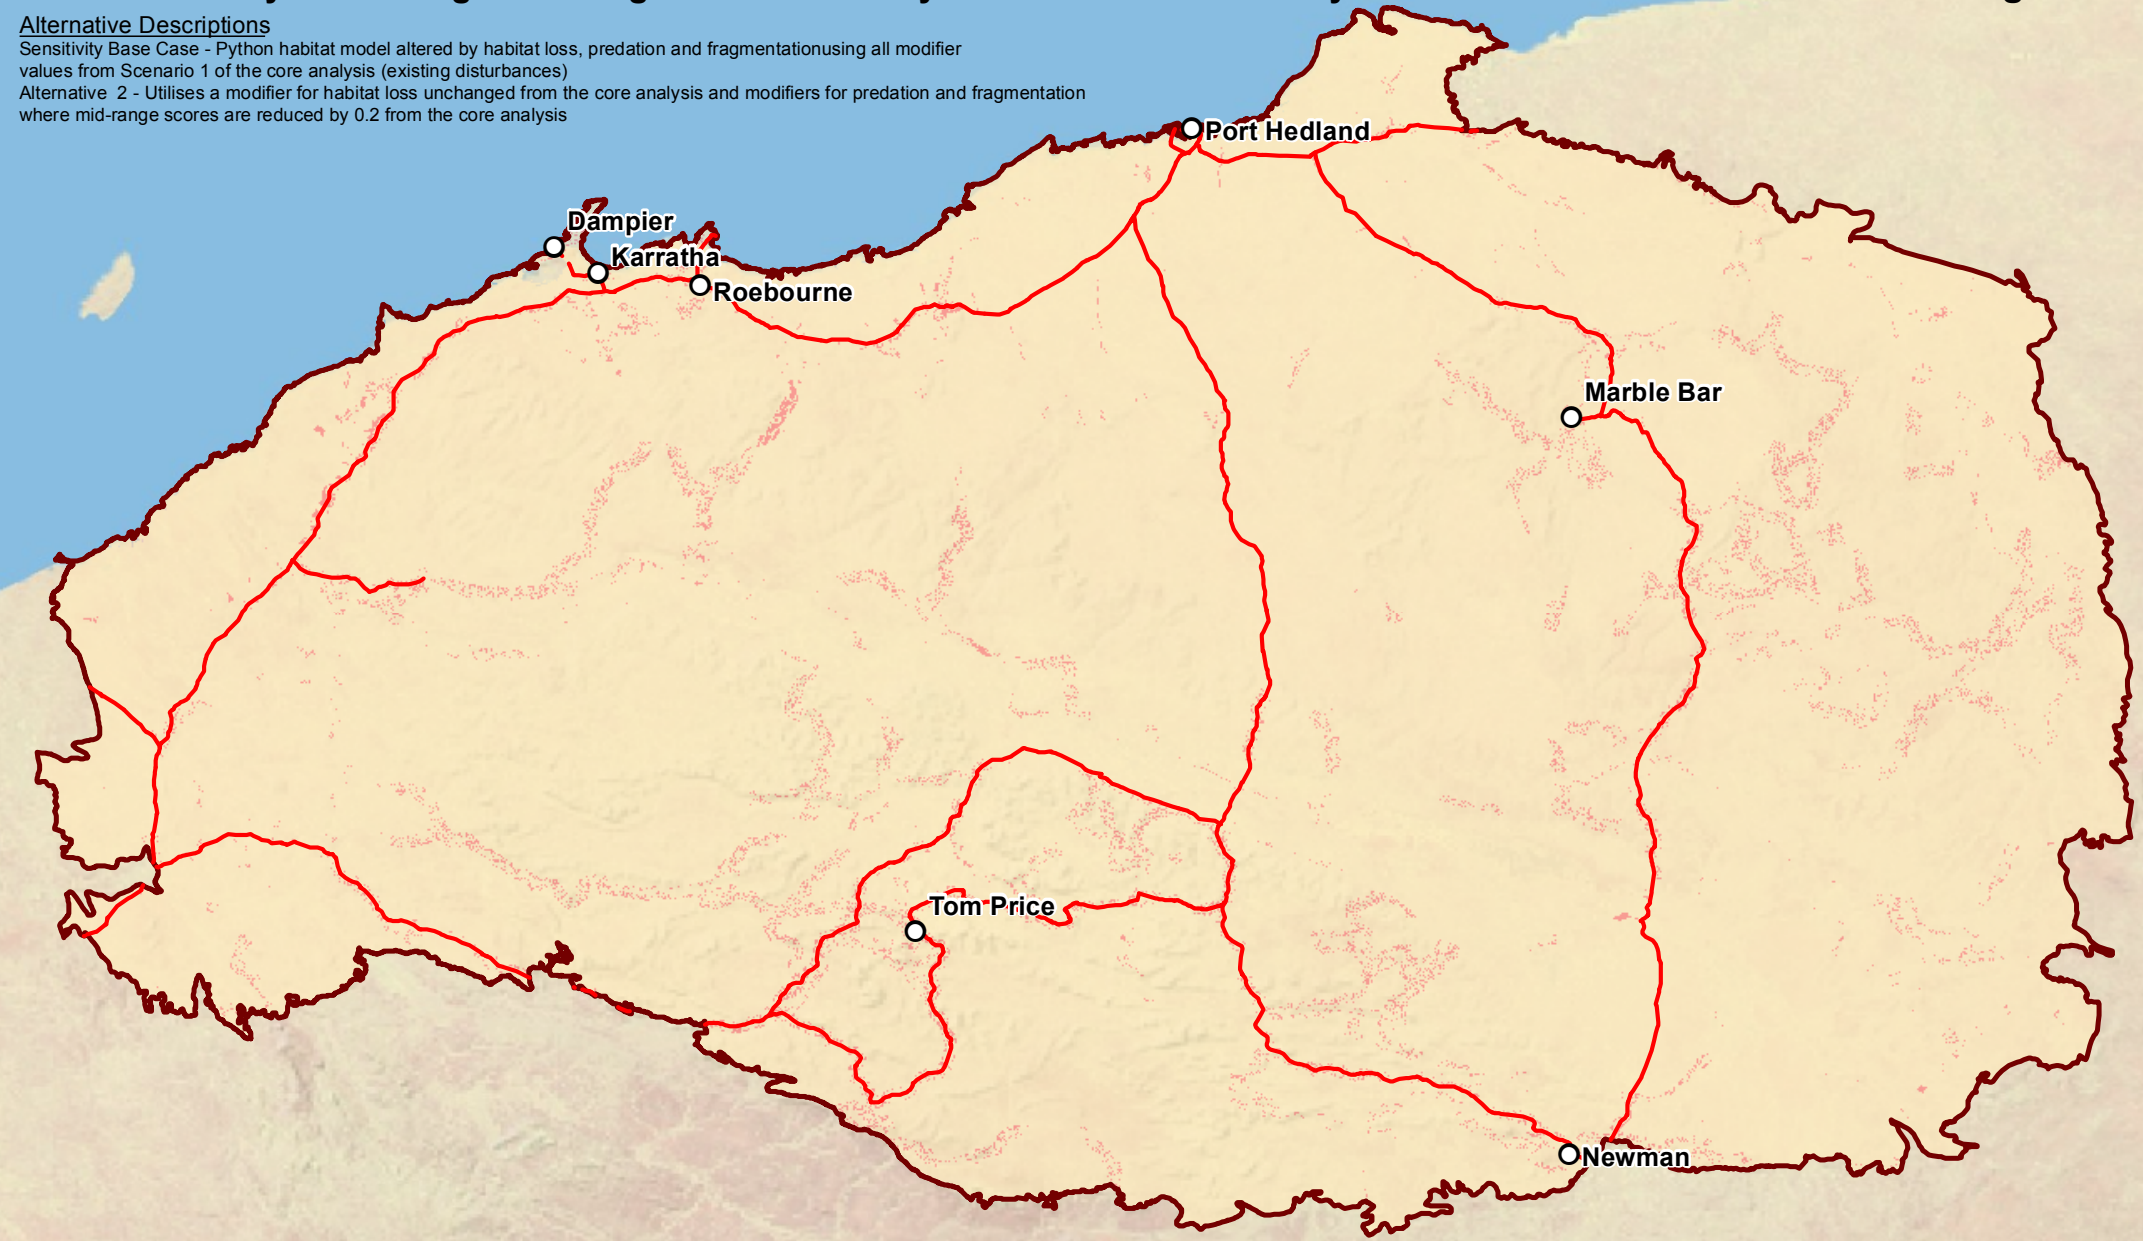 Alternative Descriptions
Sensitivity Base Case - Python habitat model altered by habitat loss, predation and fragmentationusing all modifier
values from Scenario 1 of the core analysis (existing disturbances)
Alternative 2 - Utilises a modifier for habitat loss unchanged from the core analysis and modifiers for predation and fragmentation
where mid-range scores are reduced by 0.2 from the core analysis
Port Hedland
Dampier
Karratha
Roebourne
Marble Bar
Tom Price
Newman